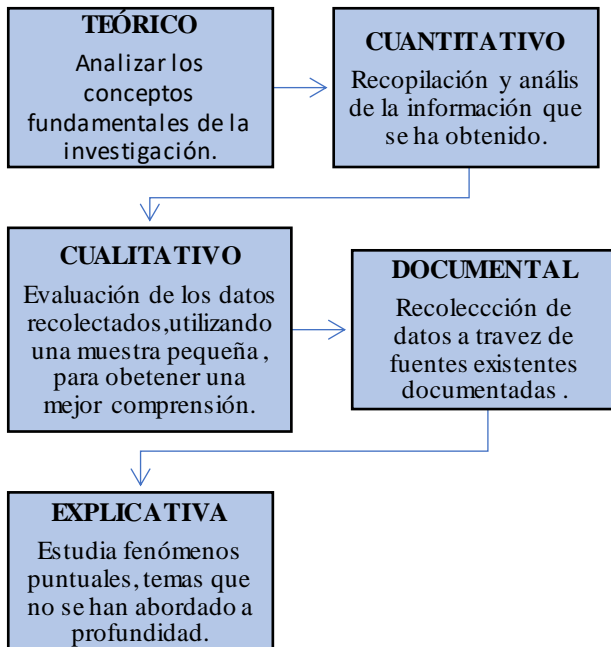 TEÓRICO
Analizar los
conceptos
fundamentales de la
investigación.
CUANTITATIVO
Recopilación y anális
de la información que
se ha obtenido.
CUALITATIVO
Evaluación de los datos
recolectados,utilizando
una muestra pequeña ,
para obetener una
mejor comprensión.
DOCUMENTAL
Recoleccción de
datos a travez de
fuentes existentes
documentadas .
EXPLICATIVA
Estudia fenómenos
puntuales, temas que
no se han abordado a
profundidad.